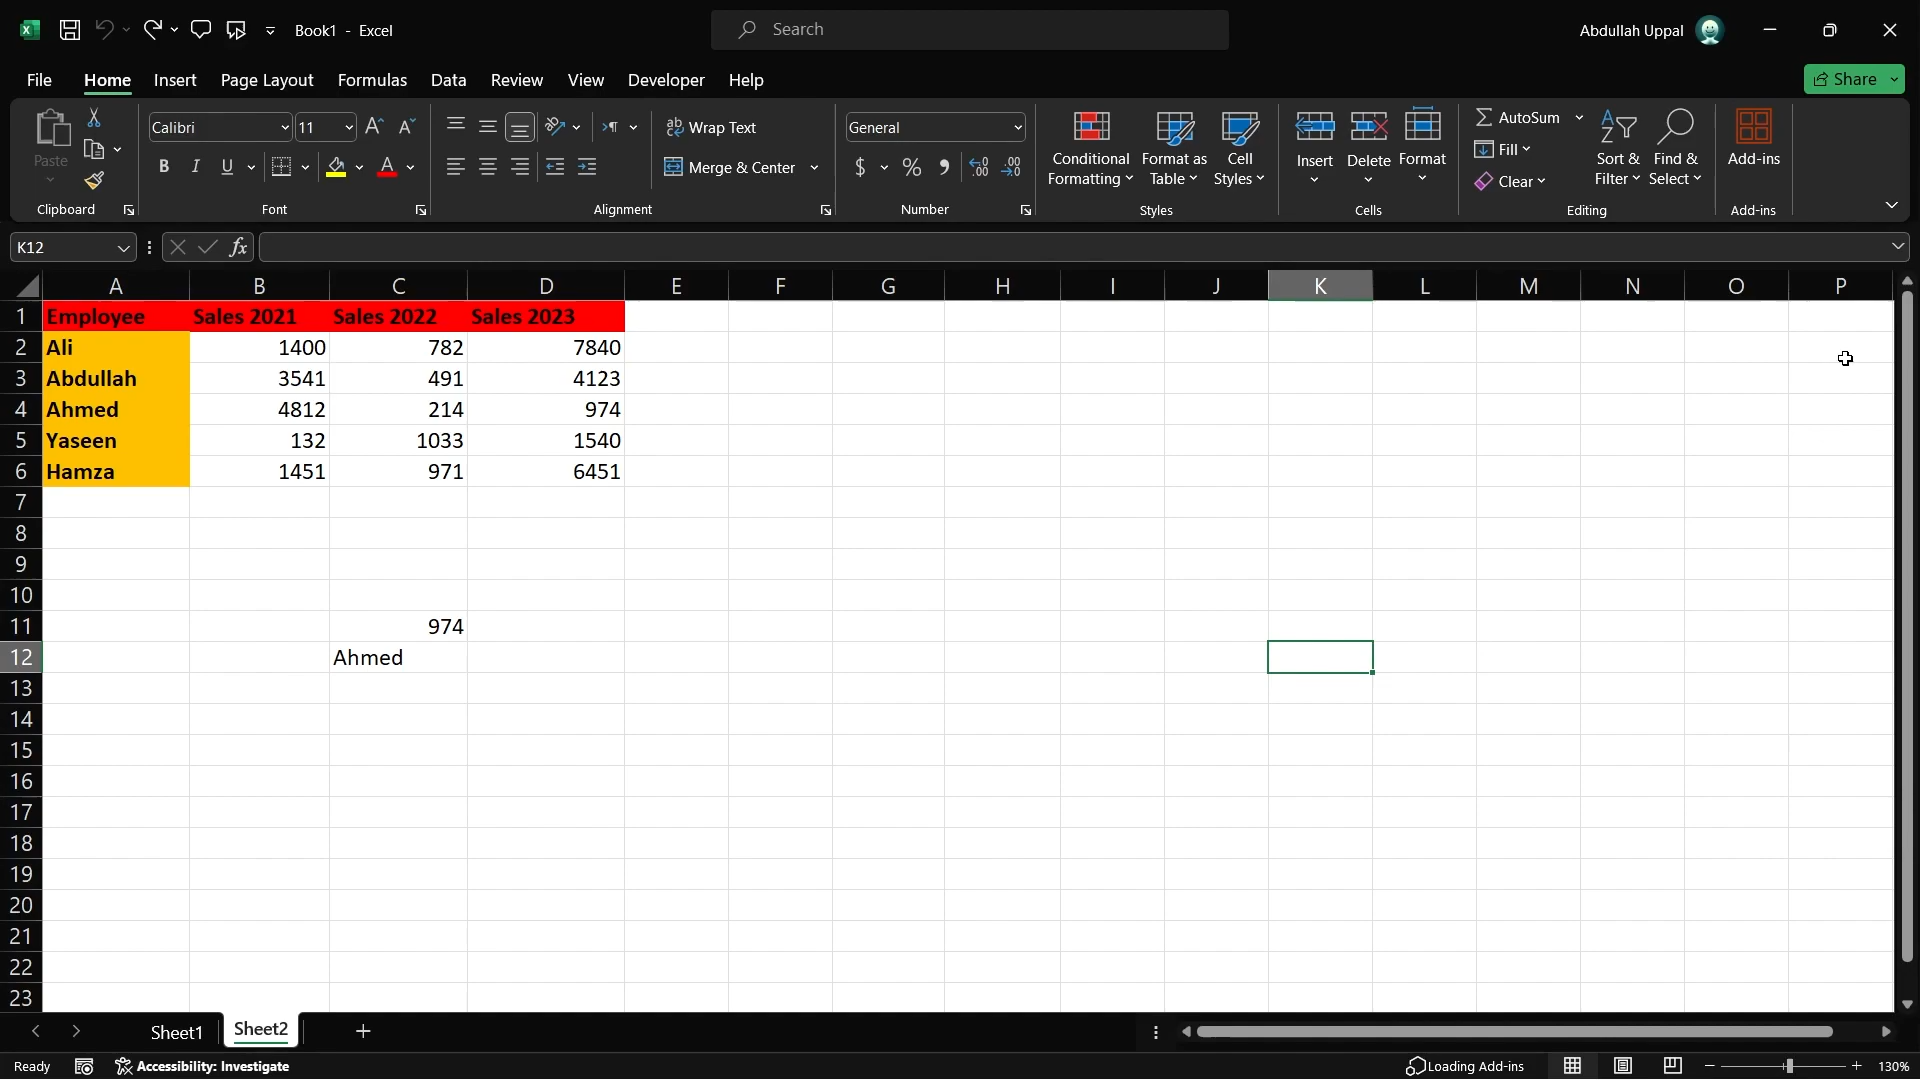 Book1 - Excel
Search
Abdullah Uppal
File Home Insert Page Layout Formulas Data Review View Developer Help
Share
Paste
Clipboard
Calibri
11
B I U
Font
Wrap Text
Merge & Center
Alignment
General
$ % ,
Number
Conditional Formatting
Format as Table
Cell Styles
Styles
Insert
Delete
Format
Cells
AutoSum
Fill
Clear
Sort & Filter
Find & Select
Editing
Add-ins
Add-ins
K12
fx
A B C D E F G H I J K L M N O P
1 Employee Sales 2021 Sales 2022 Sales 2023
2 Ali 1400 782 7840
3 Abdullah 3541 491 4123
4 Ahmed 4812 214 974
5 Yaseen 132 1033 1540
6 Hamza 1451 971 6451
7
8
9
10
11 974
12 Ahmed
13
14
15
16
17
18
19
20
21
22
23
Sheet1 Sheet2
Ready
Accessibility: Investigate
Loading Add-ins
130%